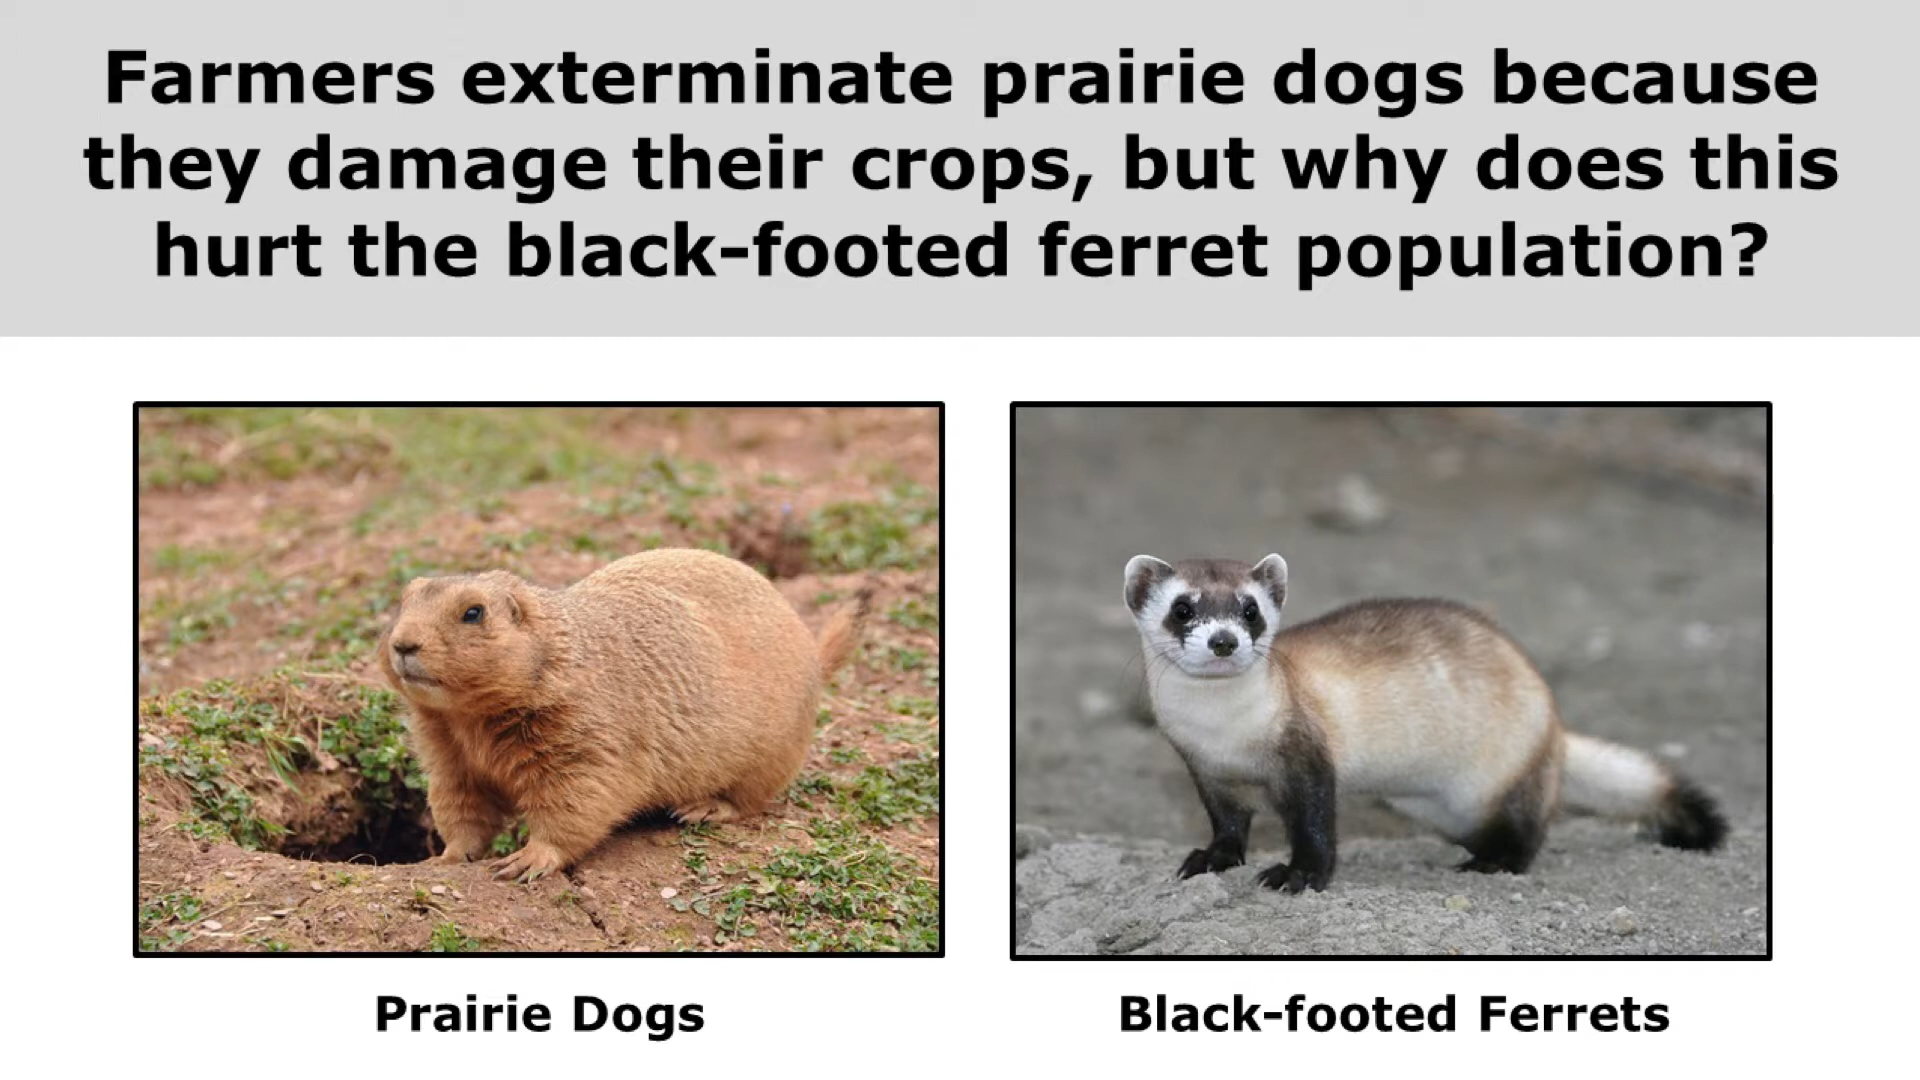 Farmers exterminate prairie dogs because
they damage their crops, but why does this
hurt the black-footed ferret population?
Prairie Dogs
Black-footed Ferrets